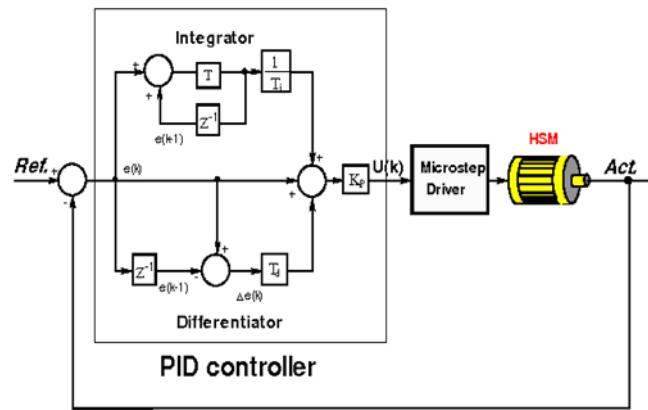 Integrator
+
T
1
Ti
+
Z-1
e(k-1)
+
Ref.
+
-
e(k)
+
+
Kp
U(k)
Microstep
Driver
HSM
Act.
+
Z-1
e(k-1)
-
Δe(k)
Td
Differentiator
PID controller